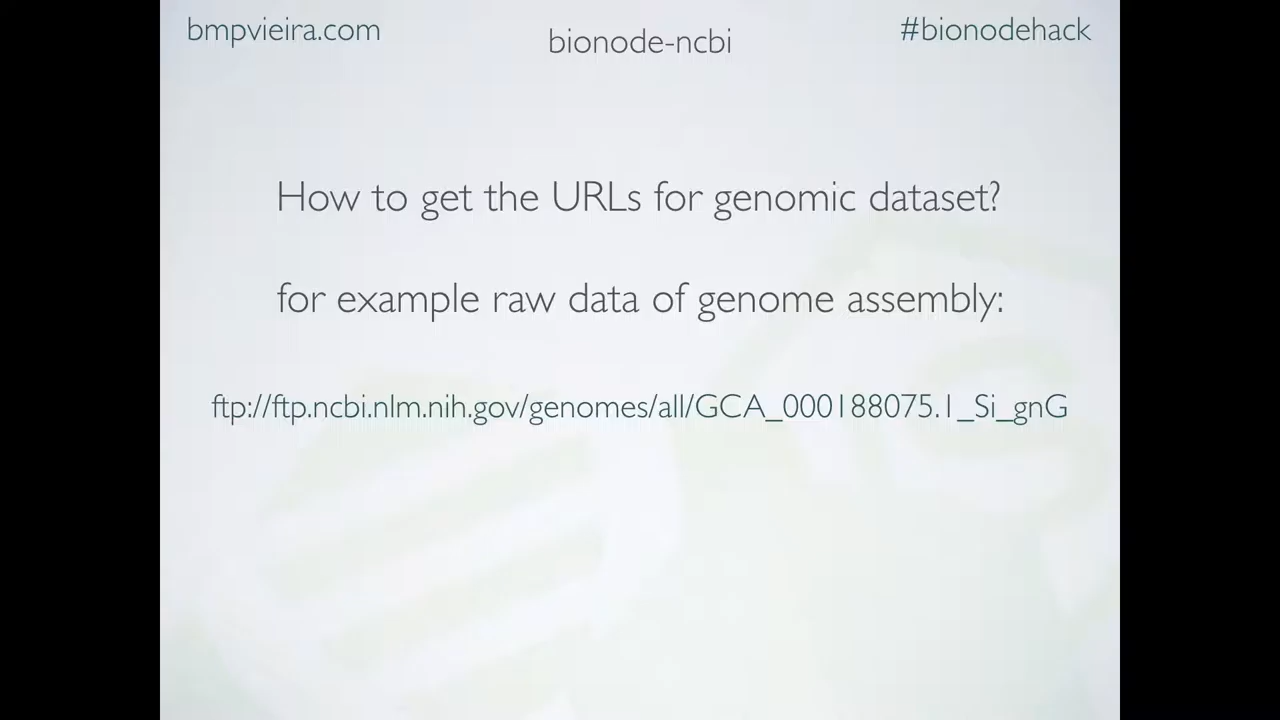 bmpvieira.com
bionode-ncbi
#bionodehack
How to get the URLs for genomic dataset?
for example raw data of genome assembly:
ftp://ftp.ncbi.nlm.nih.gov/genomes/all/GCA_000188075.1_Si_gnG